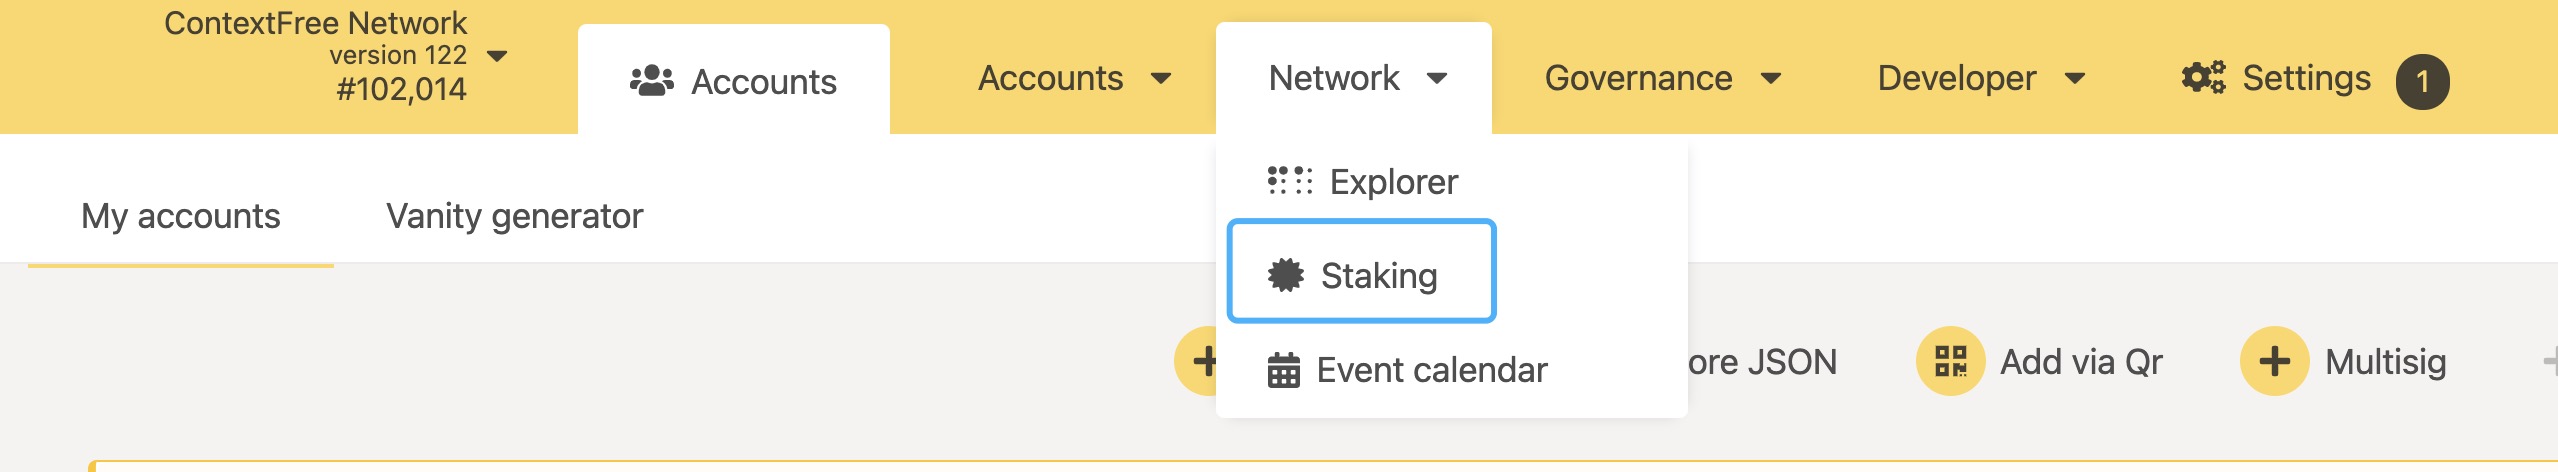 ContextFree Network
version 122
#102,014
Accounts
Accounts
Network
Governance
Developer
Settings
1
My accounts
Vanity generator
Explorer
Staking
Event calendar
JSON
Add via Qr
Multisig